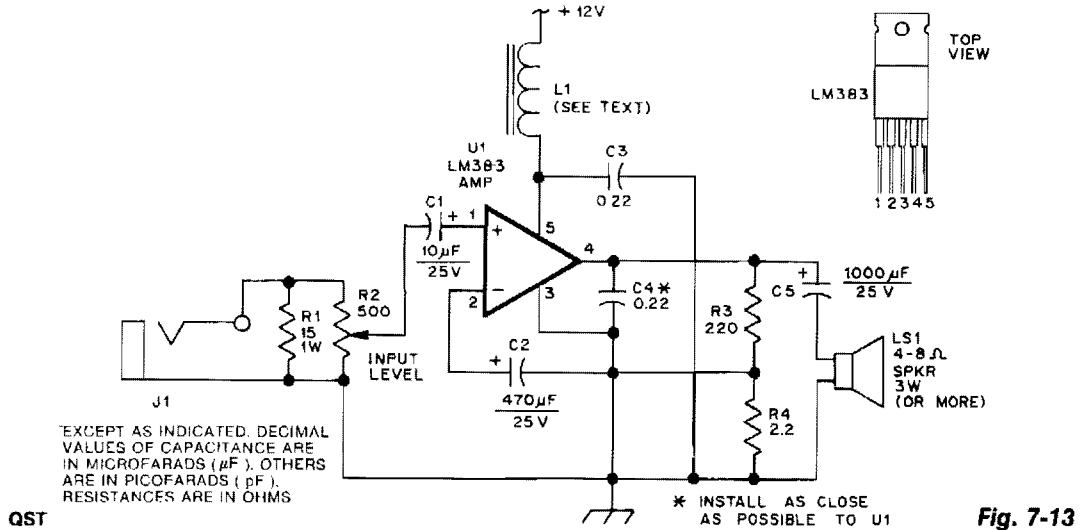 + 12V
L1
(SEE TEXT)
TOP
VIEW
LM383
1 2 3 4 5
U1
LM383
AMP
C3
0.22
C1
+
10µF
25V
1
+
5
4
−
2
3
C4 *
0.22
R3
220
+
C5
1000 µF
25 V
LS1
4-8 Ω
SPKR
3W
(OR MORE)
R1
15
1W
R2
500
INPUT
LEVEL
+
C2
470µF
25V
R4
2.2
J1
EXCEPT AS INDICATED, DECIMAL
VALUES OF CAPACITANCE ARE
IN MICROFARADS ( µF ). OTHERS
ARE IN PICOFARADS ( pF ).
RESISTANCES ARE IN OHMS
* INSTALL AS CLOSE
AS POSSIBLE TO U1
QST
Fig. 7-13